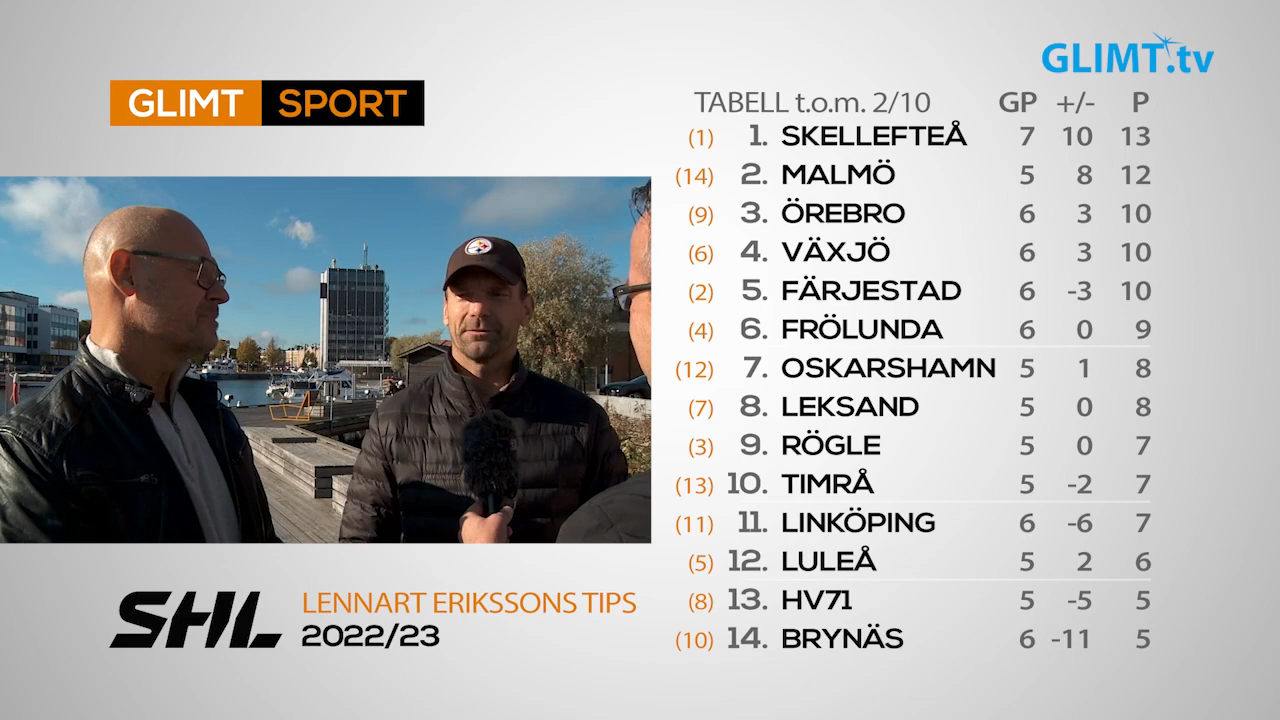 GLIMT.tv
GLIMT SPORT
TABELL t.o.m. 2/10 GP +/- P
(1) 1. SKELLEFTEÅ 7 10 13
(14) 2. MALMÖ 5 8 12
(9) 3. ÖREBRO 6 3 10
(6) 4. VÄXJÖ 6 3 10
(2) 5. FÄRJESTAD 6 -3 10
(4) 6. FRÖLUNDA 6 0 9
(12) 7. OSKARSHAMN 5 1 8
(7) 8. LEKSAND 5 0 8
(3) 9. RÖGLE 5 0 7
(13) 10. TIMRÅ 5 -2 7
(11) 11. LINKÖPING 6 -6 7
(5) 12. LULEÅ 5 2 6
(8) 13. HV71 5 -5 5
(10) 14. BRYNÄS 6 -11 5
SHL
LENNART ERIKSSONS TIPS
2022/23